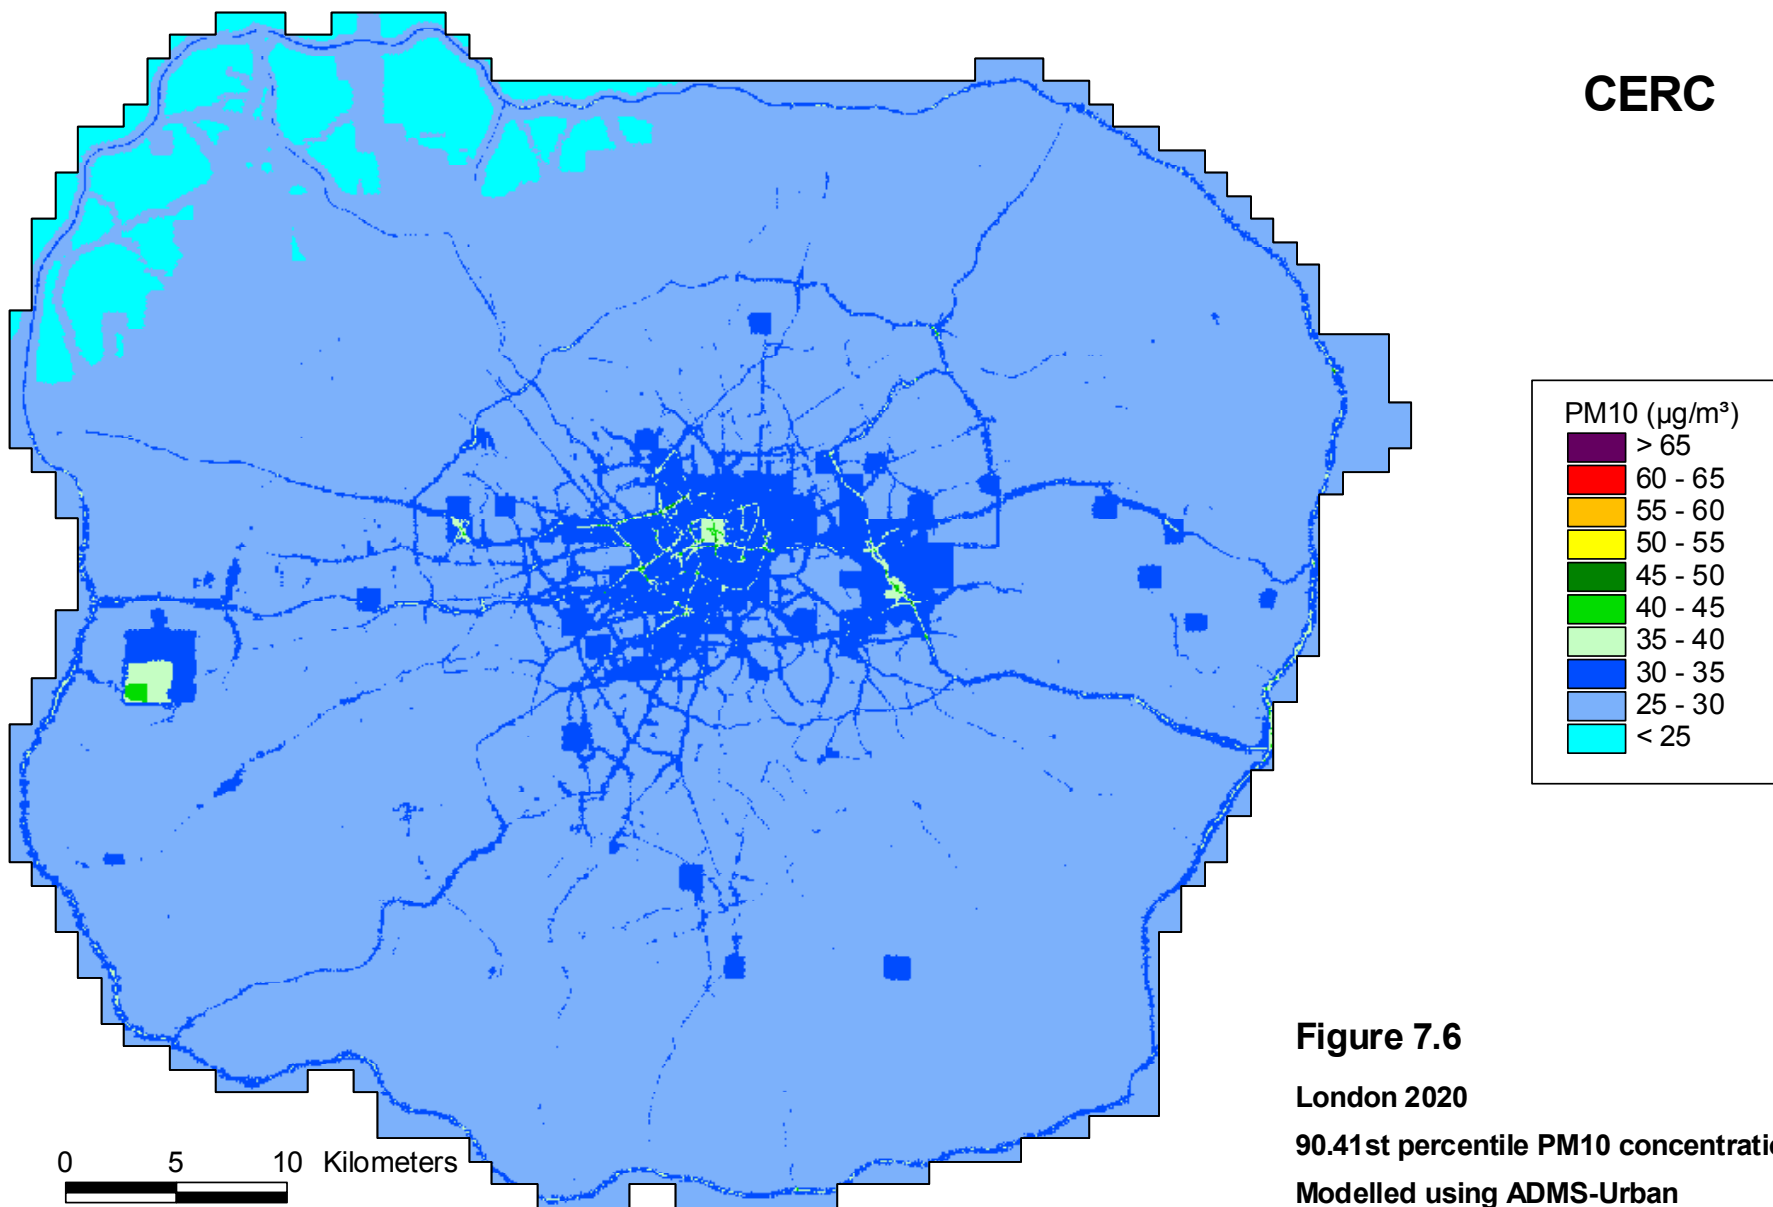 CERC
PM10 (µg/m³)
> 65
60 - 65
55 - 60
50 - 55
45 - 50
40 - 45
35 - 40
30 - 35
25 - 30
< 25
Figure 7.6
London 2020
90.41st percentile PM10 concentratio
Modelled using ADMS-Urban
0 5 10 Kilometers